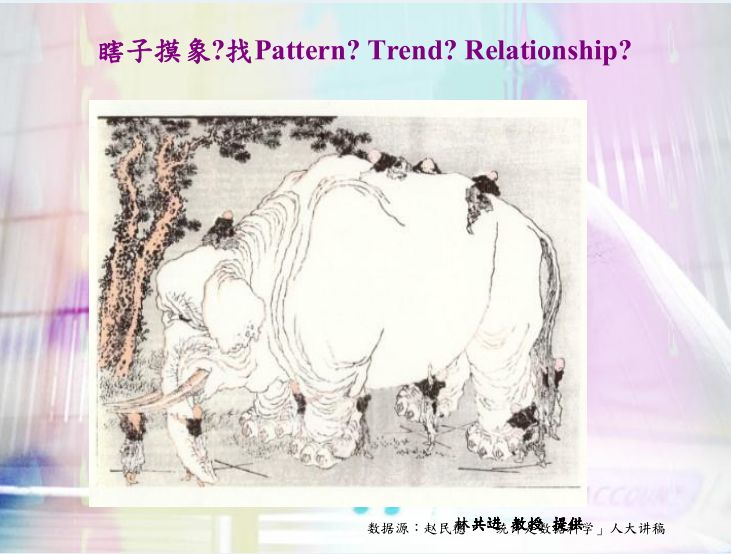 瞎子摸象?找Pattern? Trend? Relationship?
林共进 教授 提供
数据源：赵民德 「统计是数据科学」人大讲稿
ACCOUN